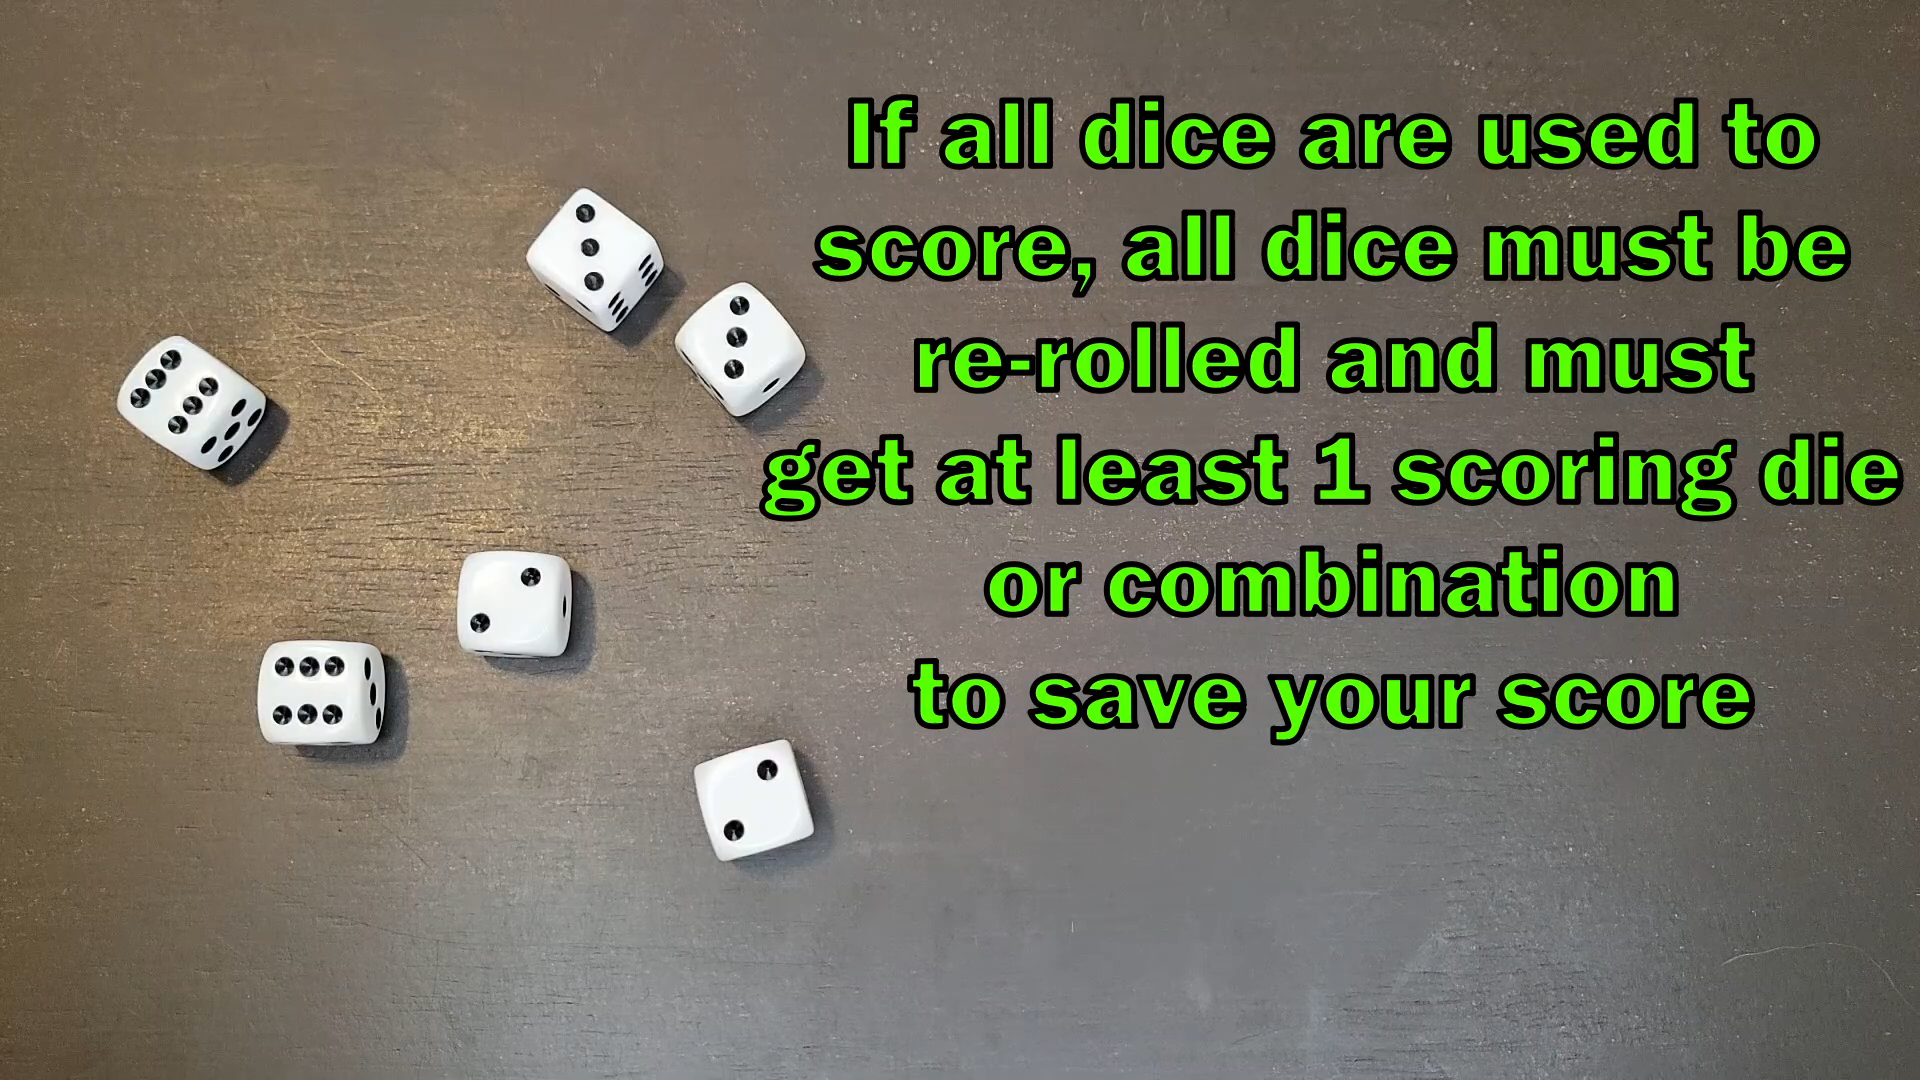 If all dice are used to
score, all dice must be
re-rolled and must
get at least 1 scoring die
or combination
to save your score